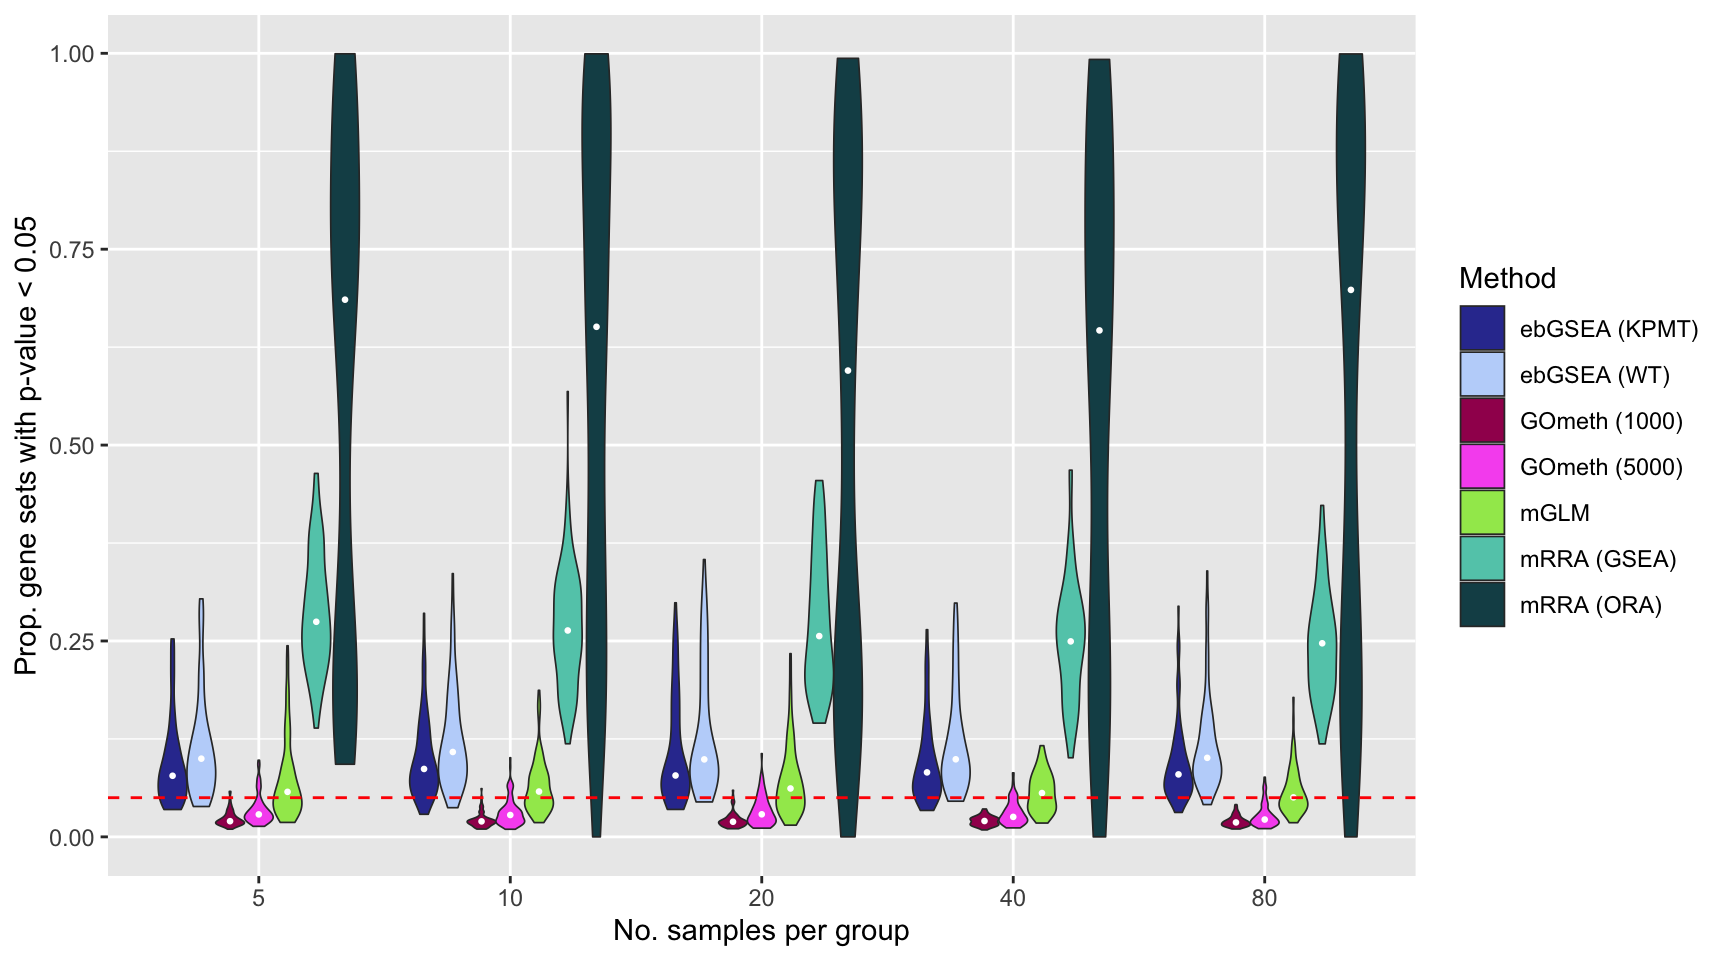 Prop. gene sets with p-value < 0.05
1.00
0.75
0.50
0.25
0.00
5
10
20
40
80
No. samples per group
Method
ebGSEA (KPMT)
ebGSEA (WT)
GOmeth (1000)
GOmeth (5000)
mGLM
mRRA (GSEA)
mRRA (ORA)